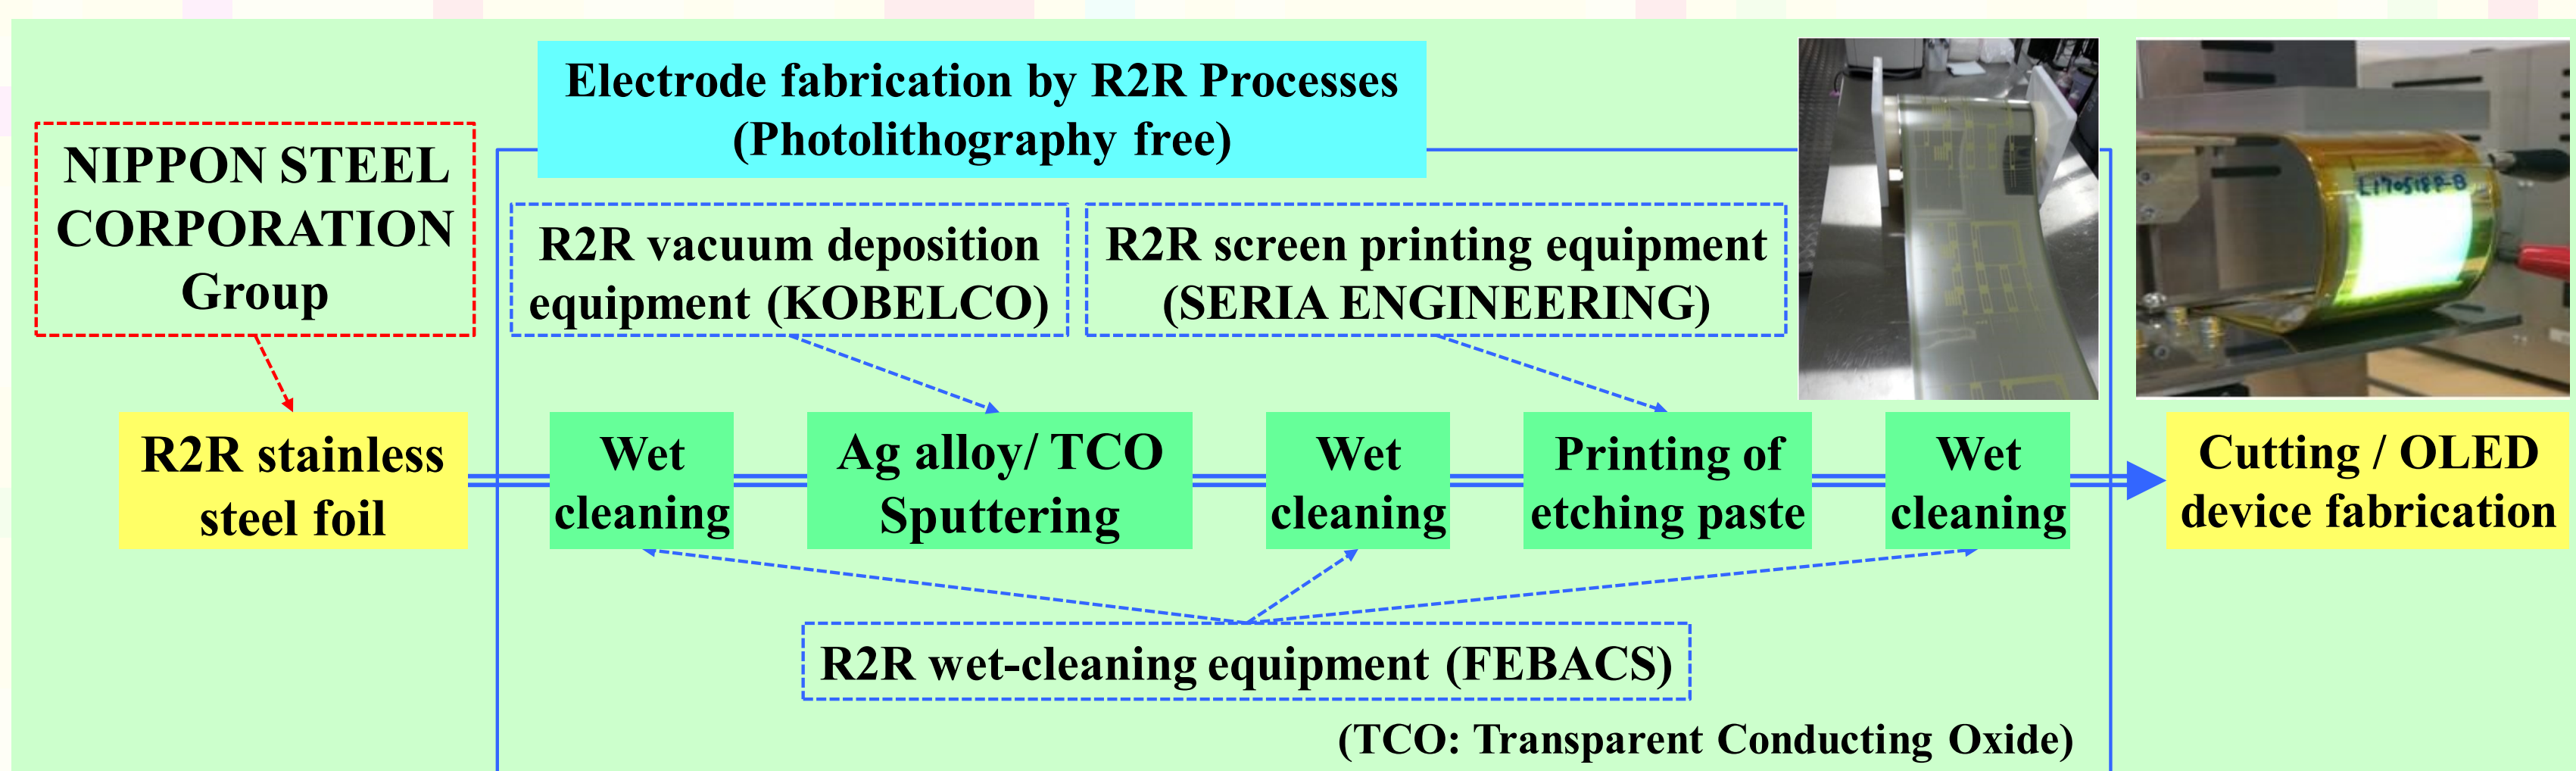 Electrode fabrication by R2R Processes
(Photolithography free)
NIPPON STEEL
CORPORATION
Group
R2R vacuum deposition
equipment (KOBELCO)
R2R screen printing equipment
(SERIA ENGINEERING)
L170518P-B
R2R stainless
steel foil
Wet
cleaning
Ag alloy/ TCO
Sputtering
Wet
cleaning
Printing of
etching paste
Wet
cleaning
Cutting / OLED
device fabrication
R2R wet-cleaning equipment (FEBACS)
(TCO: Transparent Conducting Oxide)